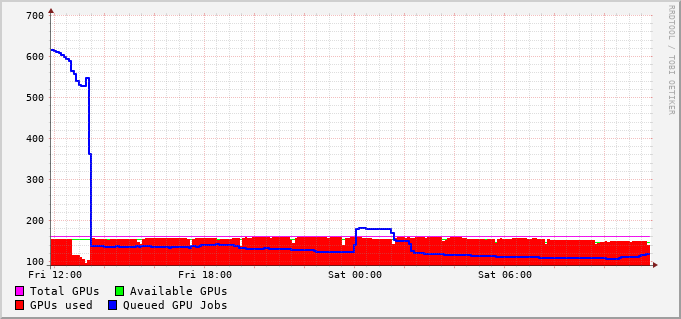 700
600
500
400
300
200
100
Fri 12:00 Fri 18:00 Sat 00:00 Sat 06:00
Total GPUs Available GPUs
GPUs used Queued GPU Jobs
RRDTOOL / TOBI OETIKER